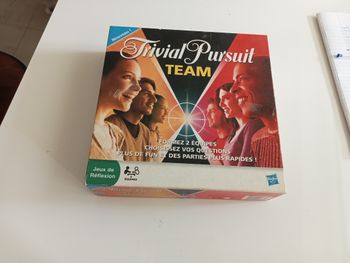 Nouveau !
Trivial Pursuit
TEAM
FORMEZ 2 ÉQUIPES
CHOISISSEZ VOS QUESTIONS
PLUS DE FUN ET DES PARTIES PLUS RAPIDES !
Jeux de
Réflexion
Hasbro